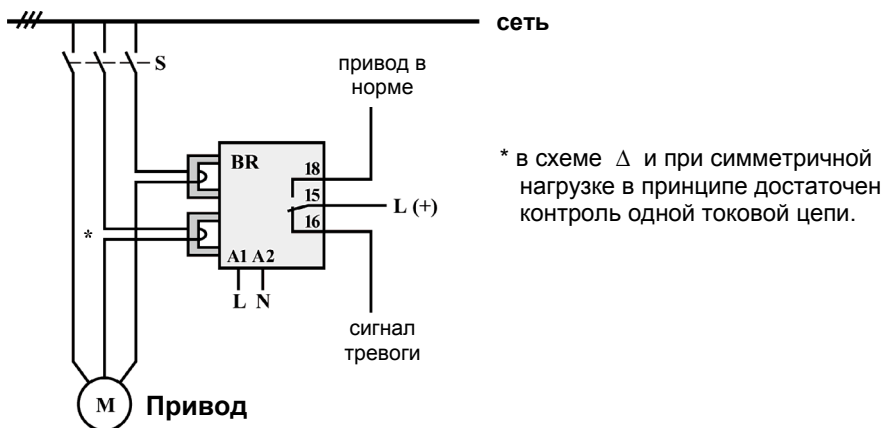 сеть
S
привод в
норме
BR
18
15
L (+)
16
*
A1 A2
L N
сигнал
тревоги
M
Привод
* в схеме Δ и при симметричной
нагрузке в принципе достаточен
контроль одной токовой цепи.